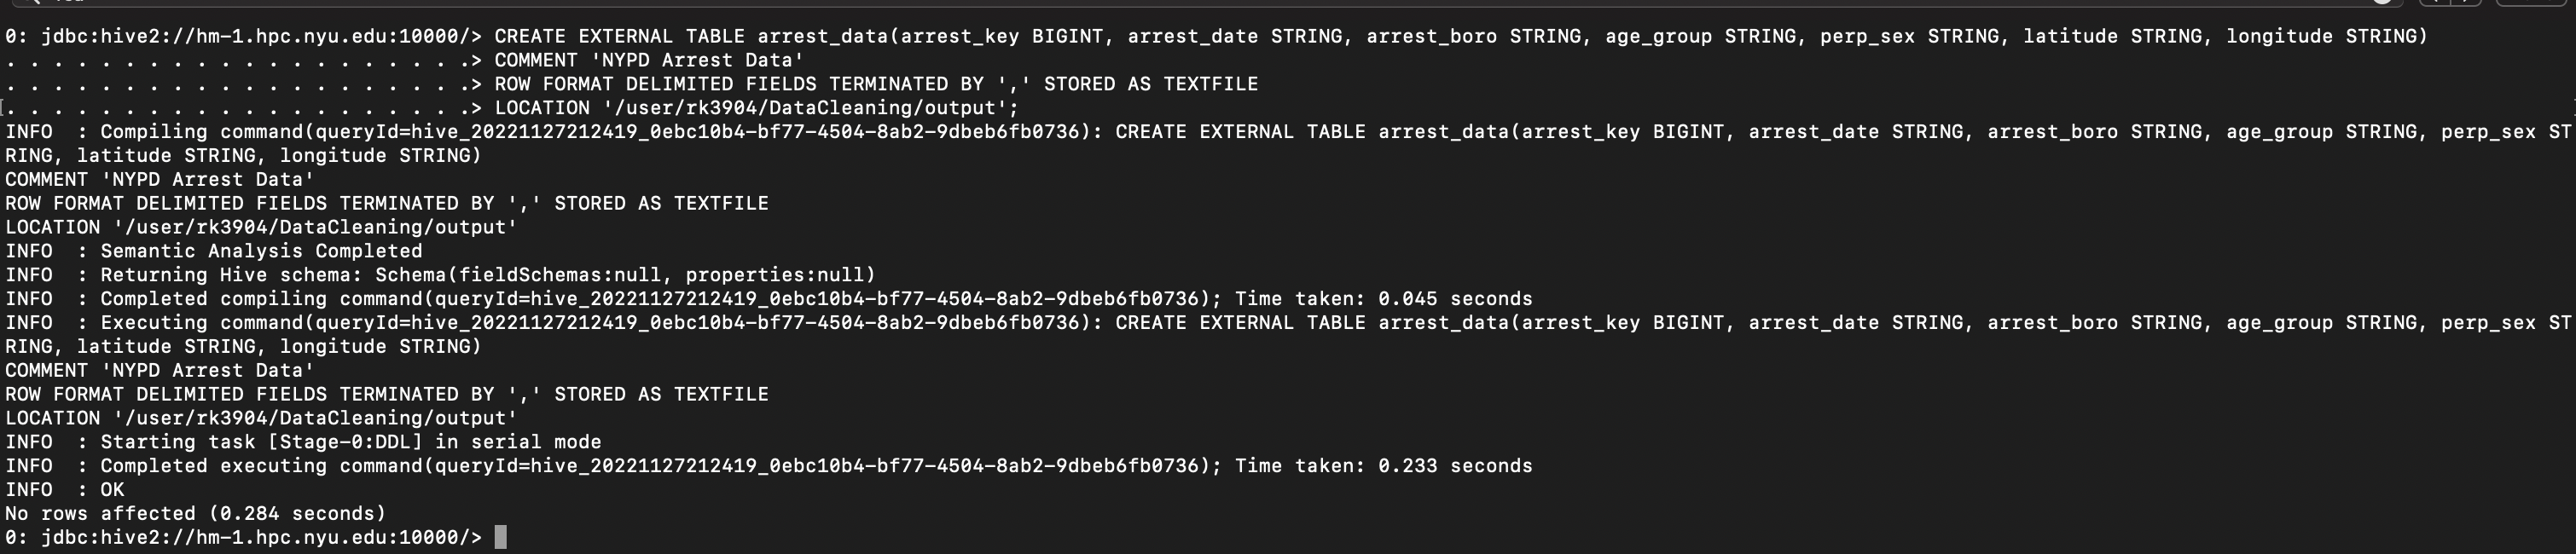 0: jdbc:hive2://hm-1.hpc.nyu.edu:10000/> CREATE EXTERNAL TABLE arrest_data(arrest_key BIGINT, arrest_date STRING, arrest_boro STRING, age_group STRING, perp_sex STRING, latitude STRING, longitude STRING)
. . . . . . . . . . . . . . . . . . . .> COMMENT 'NYPD Arrest Data'
. . . . . . . . . . . . . . . . . . . .> ROW FORMAT DELIMITED FIELDS TERMINATED BY ',' STORED AS TEXTFILE
. . . . . . . . . . . . . . . . . . . .> LOCATION '/user/rk3904/DataCleaning/output';
INFO  : Compiling command(queryId=hive_20221127212419_0ebc10b4-bf77-4504-8ab2-9dbeb6fb0736): CREATE EXTERNAL TABLE arrest_data(arrest_key BIGINT, arrest_date STRING, arrest_boro STRING, age_group STRING, perp_sex ST
RING, latitude STRING, longitude STRING)
COMMENT 'NYPD Arrest Data'
ROW FORMAT DELIMITED FIELDS TERMINATED BY ',' STORED AS TEXTFILE
LOCATION '/user/rk3904/DataCleaning/output'
INFO  : Semantic Analysis Completed
INFO  : Returning Hive schema: Schema(fieldSchemas:null, properties:null)
INFO  : Completed compiling command(queryId=hive_20221127212419_0ebc10b4-bf77-4504-8ab2-9dbeb6fb0736); Time taken: 0.045 seconds
INFO  : Executing command(queryId=hive_20221127212419_0ebc10b4-bf77-4504-8ab2-9dbeb6fb0736): CREATE EXTERNAL TABLE arrest_data(arrest_key BIGINT, arrest_date STRING, arrest_boro STRING, age_group STRING, perp_sex ST
RING, latitude STRING, longitude STRING)
COMMENT 'NYPD Arrest Data'
ROW FORMAT DELIMITED FIELDS TERMINATED BY ',' STORED AS TEXTFILE
LOCATION '/user/rk3904/DataCleaning/output'
INFO  : Starting task [Stage-0:DDL] in serial mode
INFO  : Completed executing command(queryId=hive_20221127212419_0ebc10b4-bf77-4504-8ab2-9dbeb6fb0736); Time taken: 0.233 seconds
INFO  : OK
No rows affected (0.284 seconds)
0: jdbc:hive2://hm-1.hpc.nyu.edu:10000/>